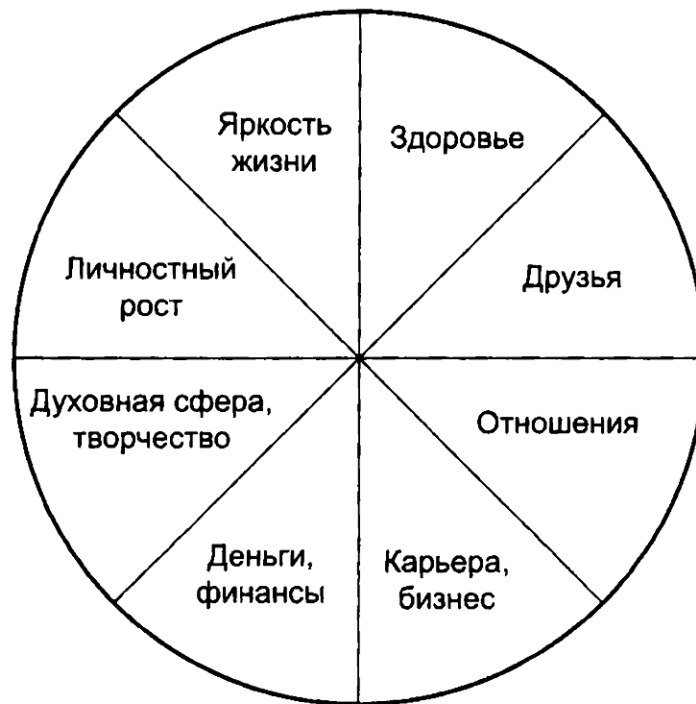 Яркость
жизни
Здоровье
Друзья
Отношения
Карьера,
бизнес
Деньги,
финансы
Духовная сфера,
творчество
Личностный
рост